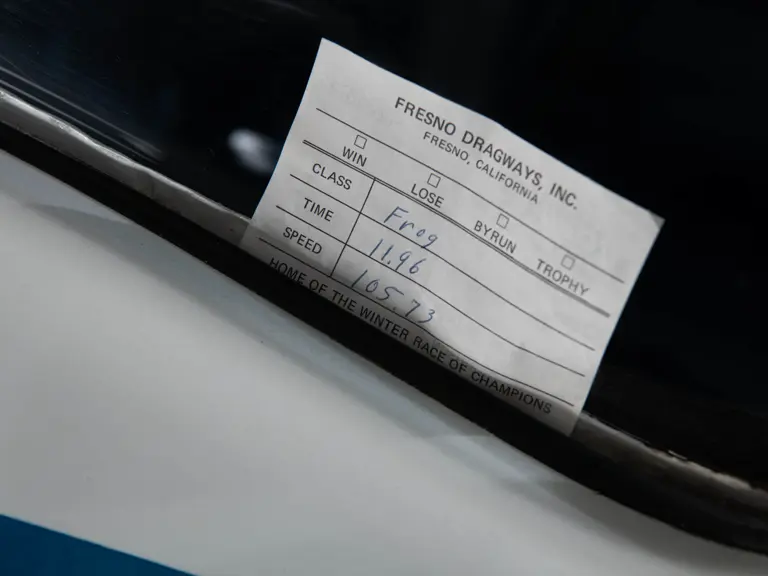 FRESNO DRAGWAYS, INC.
FRESNO, CALIFORNIA
WIN LOSE BYRUN TROPHY
CLASS Frog
TIME 11.96
SPEED 105.73
HOME OF THE WINTER RACE OF CHAMPIONS